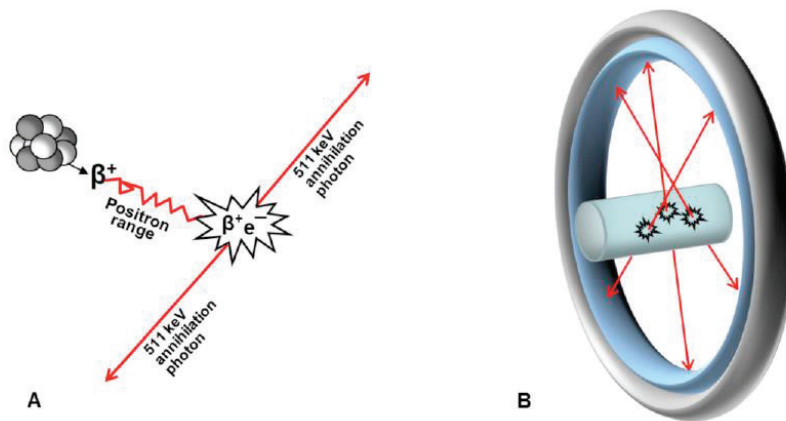 511 keV
annihilation
photon
β⁺
Positron
range
β⁺ e⁻
511 keV
annihilation
photon
A
B